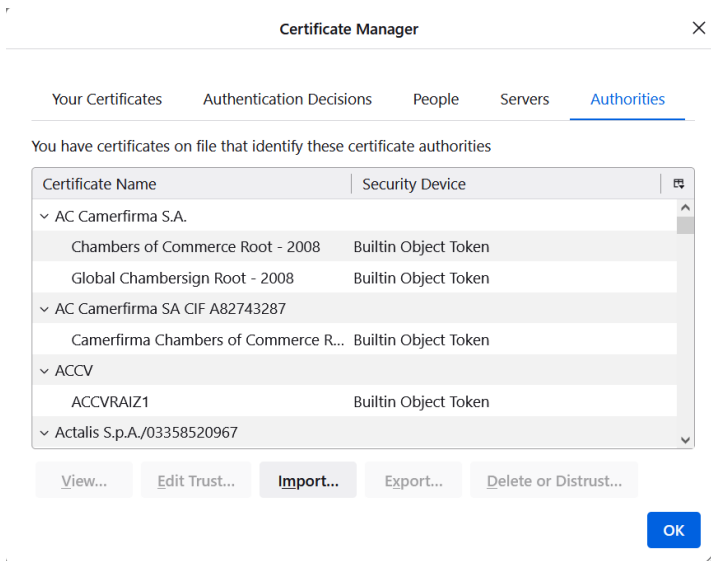 Certificate Manager
Your Certificates Authentication Decisions People Servers Authorities
You have certificates on file that identify these certificate authorities
Certificate Name Security Device
AC Camerfirma S.A.
Chambers of Commerce Root - 2008 Builtin Object Token
Global Chambersign Root - 2008 Builtin Object Token
AC Camerfirma SA CIF A82743287
Camerfirma Chambers of Commerce R... Builtin Object Token
ACCV
ACCVRAIZ1 Builtin Object Token
Actalis S.p.A./03358520967
View... Edit Trust... Import... Export... Delete or Distrust...
OK